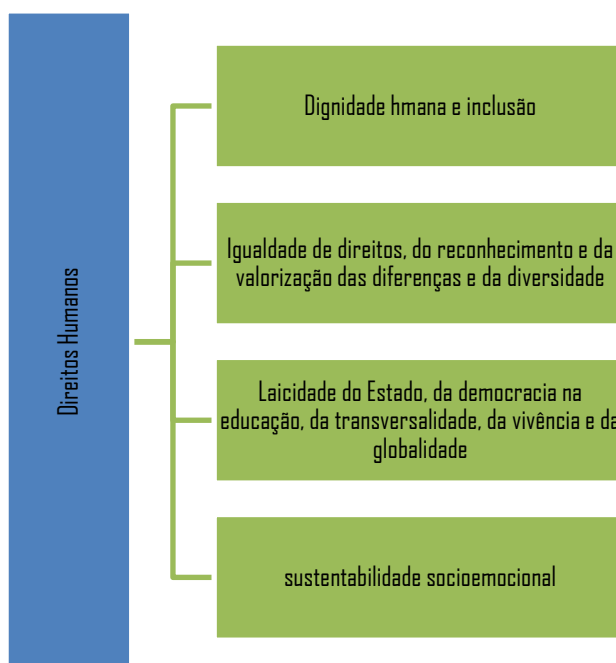 Direitos Humanos
Dignidade hmana e inclusão
Igualdade de direitos, do reconhecimento e da
valorização das diferenças e da diversidade
Laicidade do Estado, da democracia na
educação, da transversalidade, da vivência e da
globalidade
sustentabilidade socioemocional